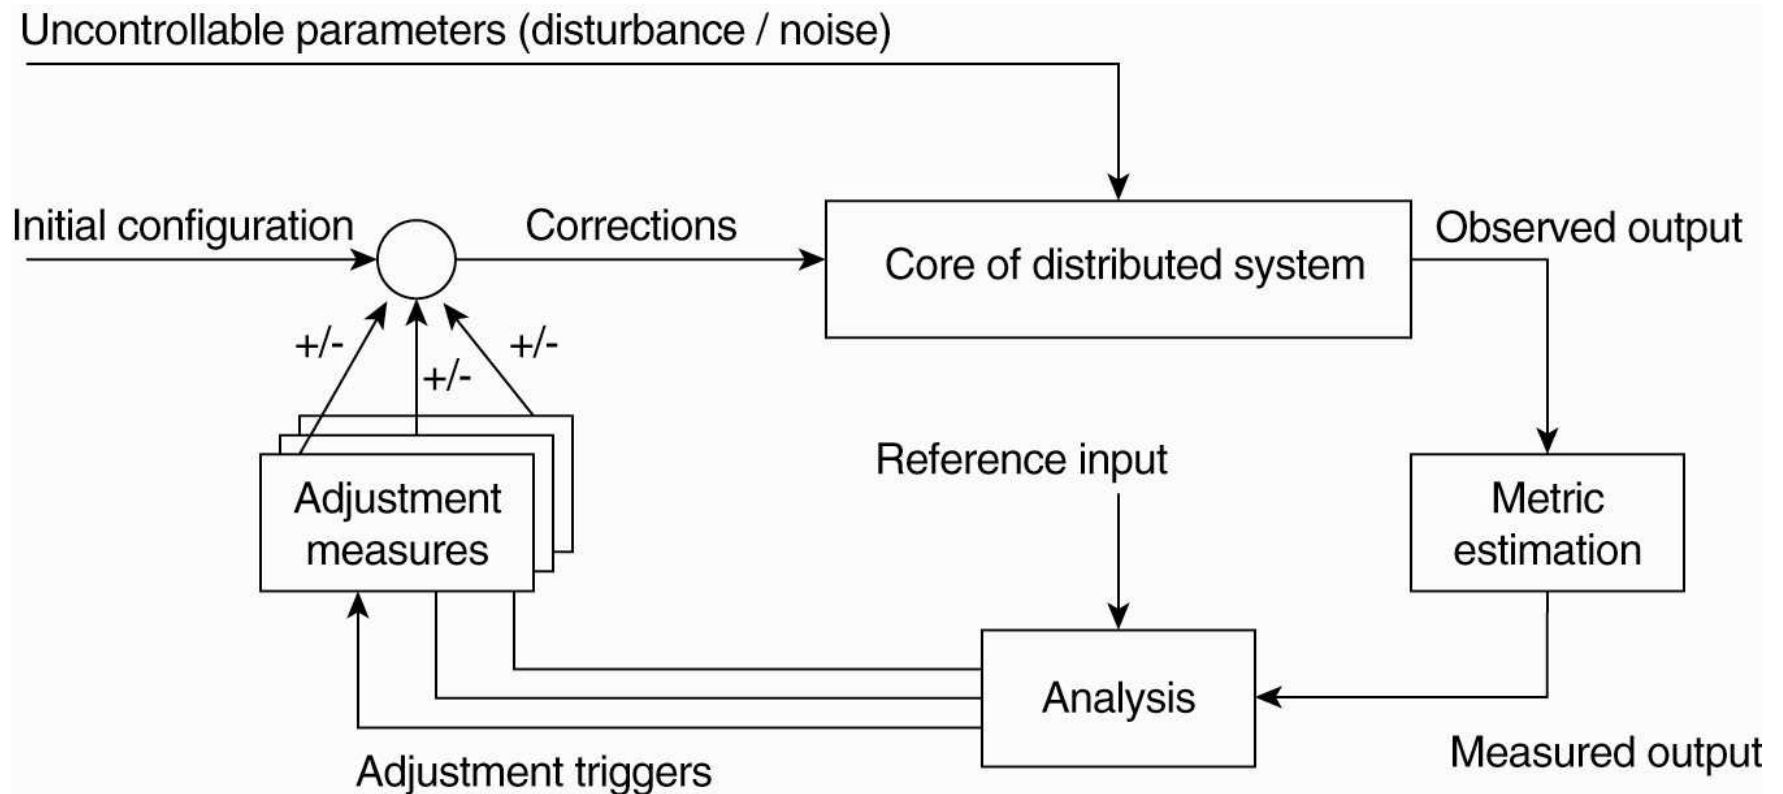 Uncontrollable parameters (disturbance / noise)
Initial configuration
Corrections
Core of distributed system
Observed output
+/-
+/-
+/-
Reference input
Adjustment
measures
Metric
estimation
Analysis
Adjustment triggers
Measured output